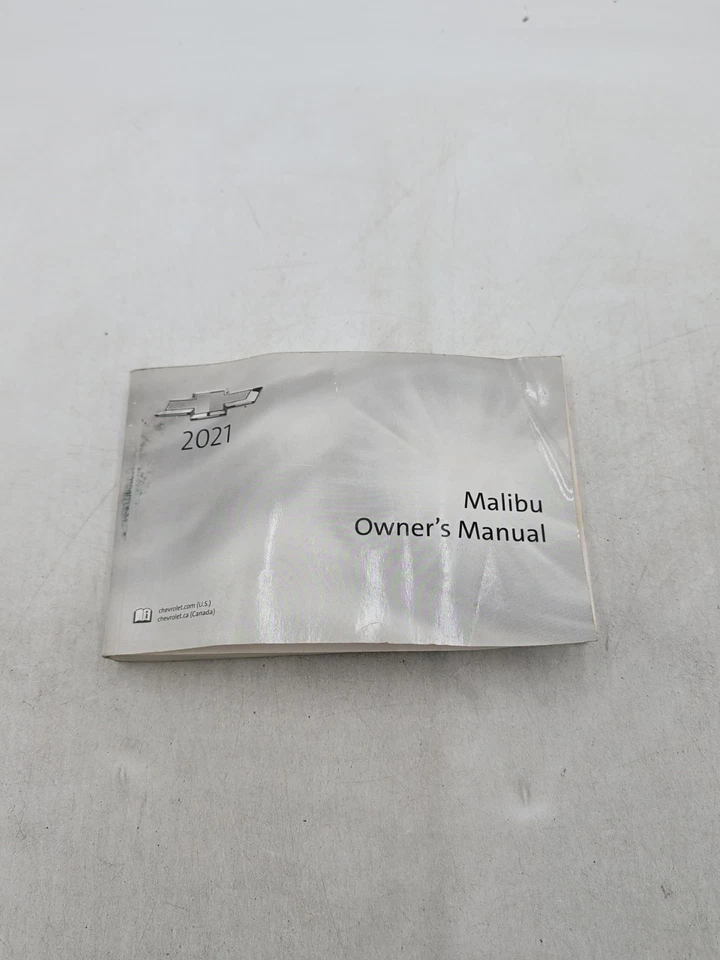 2021
Malibu
Owner's Manual
chevrolet.com (U.S.)
chevrolet.ca (Canada)